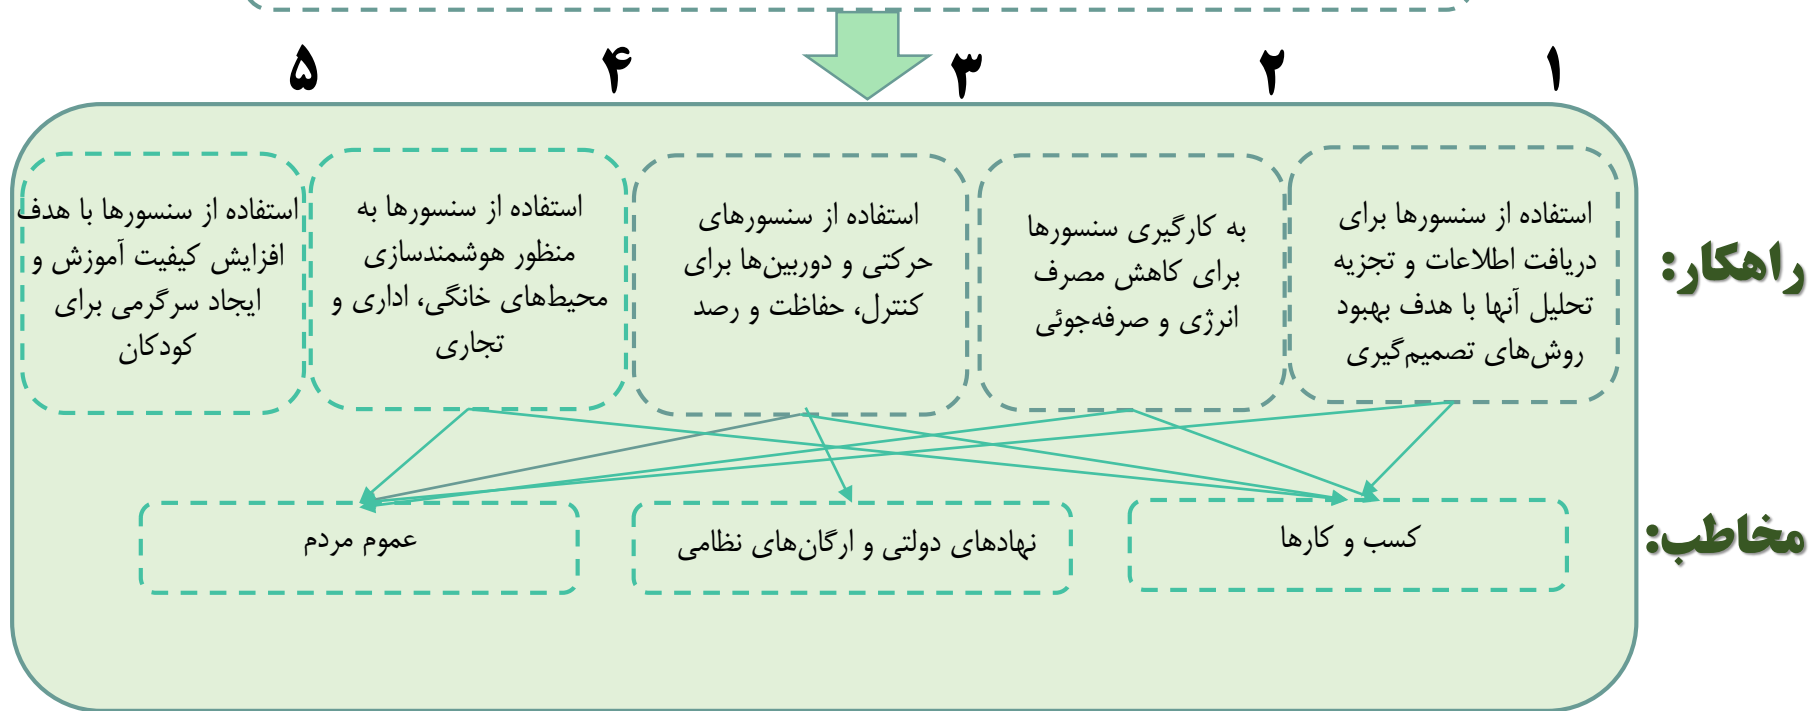 ۱
۲
۳
۴
۵
راهکار:
استفاده از سنسورها برای
دریافت اطلاعات و تجزیه
تحلیل آنها با هدف بهبود
روش‌های تصمیم‌گیری
به کارگیری سنسورها
برای کاهش مصرف
انرژی و صرفه‌جوئی
استفاده از سنسورهای
حرکتی و دوربین‌ها برای
کنترل، حفاظت و رصد
استفاده از سنسورها به
منظور هوشمندسازی
محیط‌های خانگی، اداری و
تجاری
استفاده از سنسورها با هدف
افزایش کیفیت آموزش و
ایجاد سرگرمی برای
کودکان
مخاطب:
کسب و کارها
نهادهای دولتی و ارگان‌های نظامی
عموم مردم